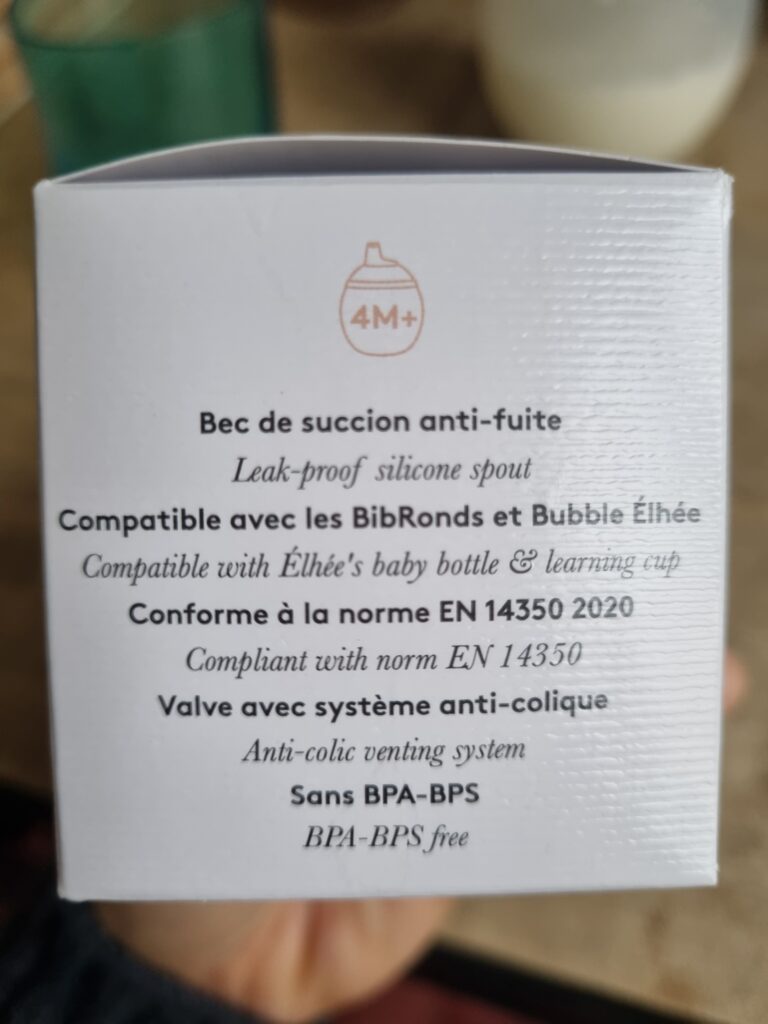 4M+
Bec de succion anti-fuite
Leak-proof silicone spout
Compatible avec les BibRonds et Bubble Élhée
Compatible with Élhée's baby bottle & learning cup
Conforme à la norme EN 14350 2020
Compliant with norm EN 14350
Valve avec système anti-colique
Anti-colic venting system
Sans BPA-BPS
BPA-BPS free